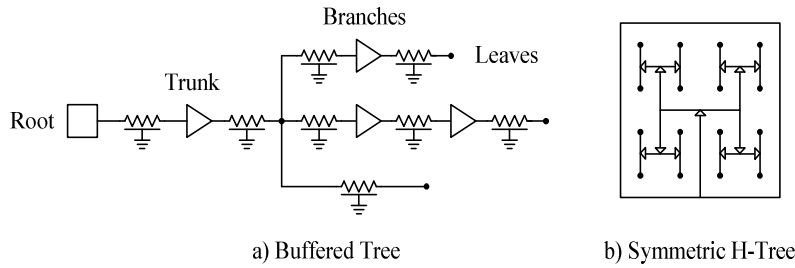 Branches
Leaves
Trunk
Root
a) Buffered Tree
b) Symmetric H-Tree